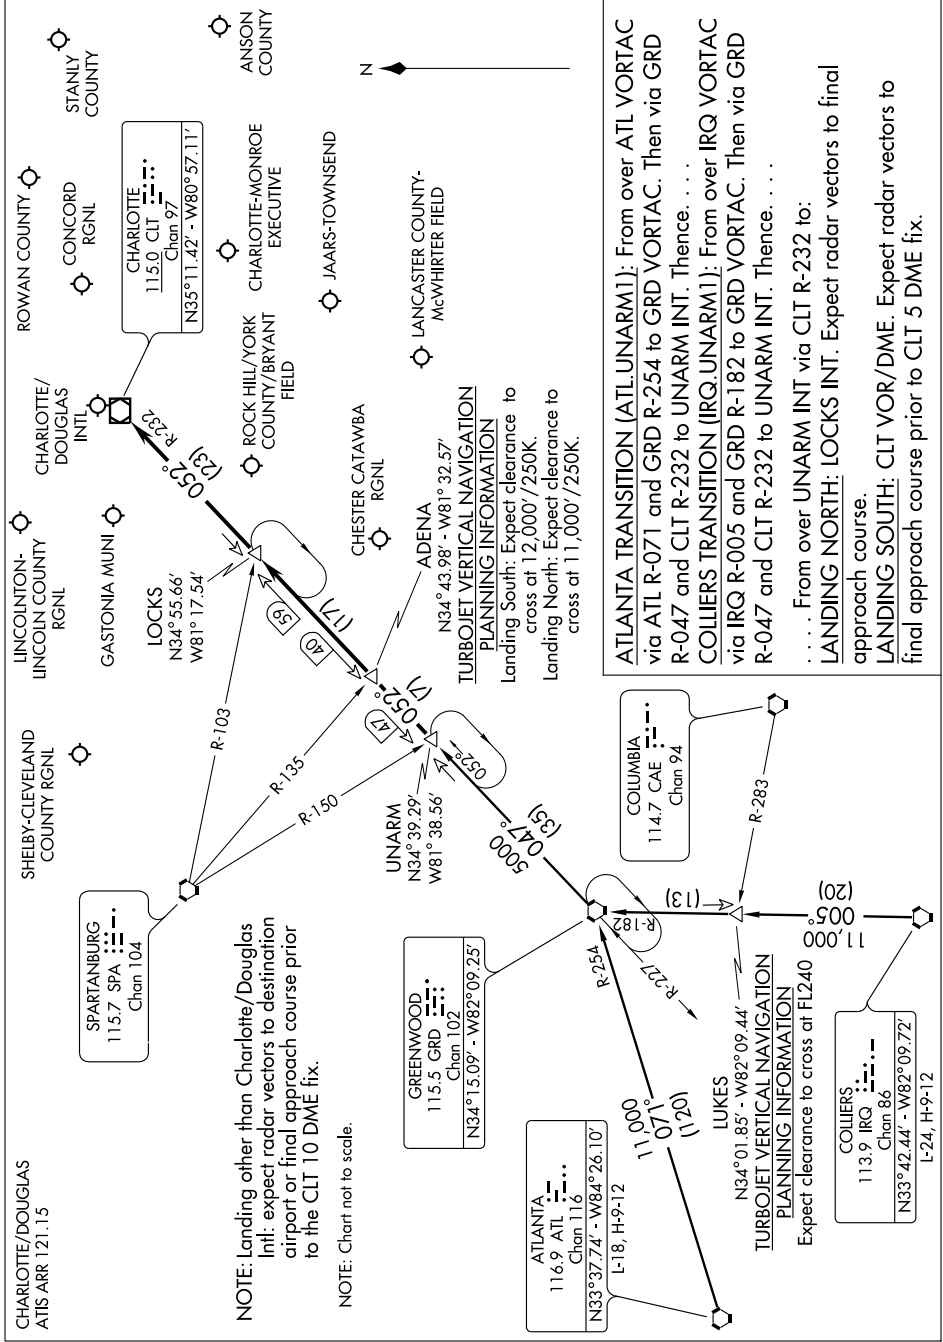 CHARLOTTE/DOUGLAS
ATIS ARR 121.15
SHELBY-CLEVELAND
COUNTY RGNL
LINCOLNTON-
LINCOLN COUNTY
RGNL
GASTONIA MUNI
CHARLOTTE/
DOUGLAS
INTL
ROWAN COUNTY
CONCORD
RGNL
STANLY
COUNTY
CHARLOTTE
115.0 CLT
Chan 97
N35°11.42' - W80°57.11'
ANSON
COUNTY
CHARLOTTE-MONROE
EXECUTIVE
JAARS-TOWNSEND
N
LANCASTER COUNTY-
McWHIRTER FIELD
ROCK HILL/YORK
COUNTY/BRYANT
FIELD
CHESTER CATAWBA
RGNL
SPARTANBURG
115.7 SPA
Chan 104
R-103
R-135
R-150
R-232
052°
(23)
LOCKS
N34°55.66'
W81°17.54'
59
40
(17)
ADENA
N34°43.98' - W81°32.57'
TURBOJET VERTICAL NAVIGATION
PLANNING INFORMATION
Landing South: Expect clearance to
cross at 12,000'/250K.
Landing North: Expect clearance to
cross at 11,000'/250K.
052°
(7)
47
UNARM
N34°39.29'
W81°38.56'
052°
5000
047°
(35)
NOTE: Landing other than Charlotte/Douglas
Intl: expect radar vectors to destination
airport or final approach course prior
to the CLT 10 DME fix.
NOTE: Chart not to scale.
GREENWOOD
115.5 GRD
Chan 102
N34°15.09' - W82°09.25'
R-254
R-182
R-227
(13)
COLUMBIA
114.7 CAE
Chan 94
R-283
11,000
071°
(120)
ATLANTA
116.9 ATL
Chan 116
N33°37.74' - W84°26.10'
L-18, H-9-12
LUKES
N34°01.85' - W82°09.44'
TURBOJET VERTICAL NAVIGATION
PLANNING INFORMATION
Expect clearance to cross at FL240
11,000
005°
(20)
COLLIERS
113.9 IRQ
Chan 86
N33°42.44' - W82°09.72'
L-24, H-9-12
ATLANTA TRANSITION (ATL.UNARM1): From over ATL VORTAC
via ATL R-071 and GRD R-254 to GRD VORTAC. Then via GRD
R-047 and CLT R-232 to UNARM INT. Thence. . . .
COLLIERS TRANSITION (IRQ.UNARM1): From over IRQ VORTAC
via IRQ R-005 and GRD R-182 to GRD VORTAC. Then via GRD
R-047 and CLT R-232 to UNARM INT. Thence. . . .
. . . . From over UNARM INT via CLT R-232 to:
LANDING NORTH: LOCKS INT. Expect radar vectors to final
approach course.
LANDING SOUTH: CLT VOR/DME. Expect radar vectors to
final approach course prior to CLT 5 DME fix.